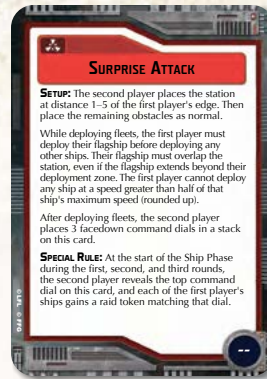 SURPRISE ATTACK
SETUP: The second player places the station
at distance 1–5 of the first player's edge. Then
place the remaining obstacles as normal.
While deploying fleets, the first player must
deploy their flagship before deploying any
other ships. Their flagship must overlap the
station, even if the flagship extends beyond their
deployment zone. The first player cannot deploy
any ship at a speed greater than half of that
ship's maximum speed (rounded up).
After deploying fleets, the second player
places 3 facedown command dials in a stack
on this card.
SPECIAL RULE: At the start of the Ship Phase
during the first, second, and third rounds,
the second player reveals the top command
dial on this card, and each of the first player's
ships gains a raid token matching that dial.
©LFL ©FFG
--